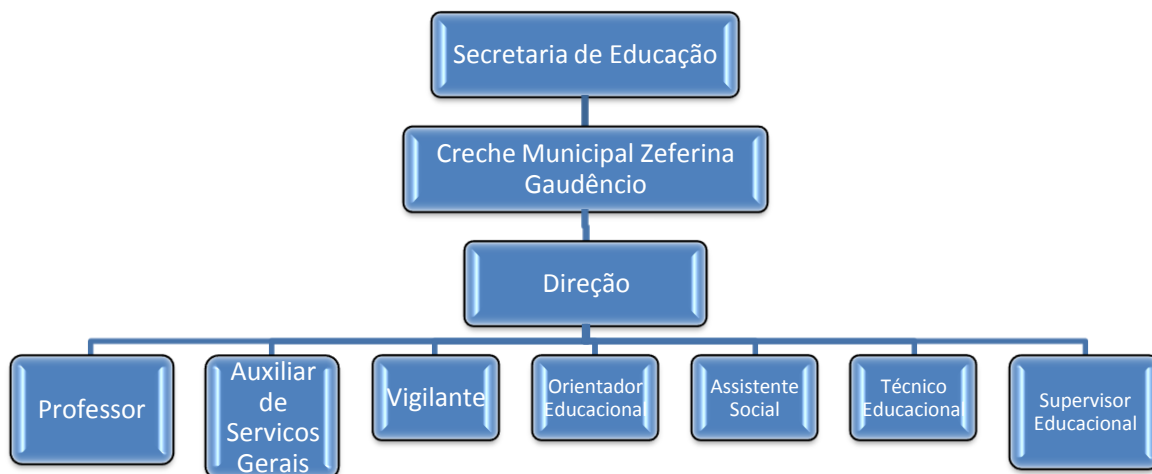 Secretaria de Educação
Creche Municipal Zeferina
Gaudêncio
Direção
Professor
Auxiliar
de
Servicos
Gerais
Vigilante
Orientador
Educacional
Assistente
Social
Técnico
Educacional
Supervisor
Educacional